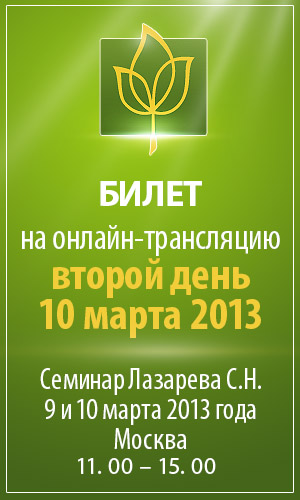 БИЛЕТ
на онлайн-трансляцию
второй день
10 марта 2013
Семинар Лазарева С.Н.
9 и 10 марта 2013 года
Москва
11. 00 – 15. 00